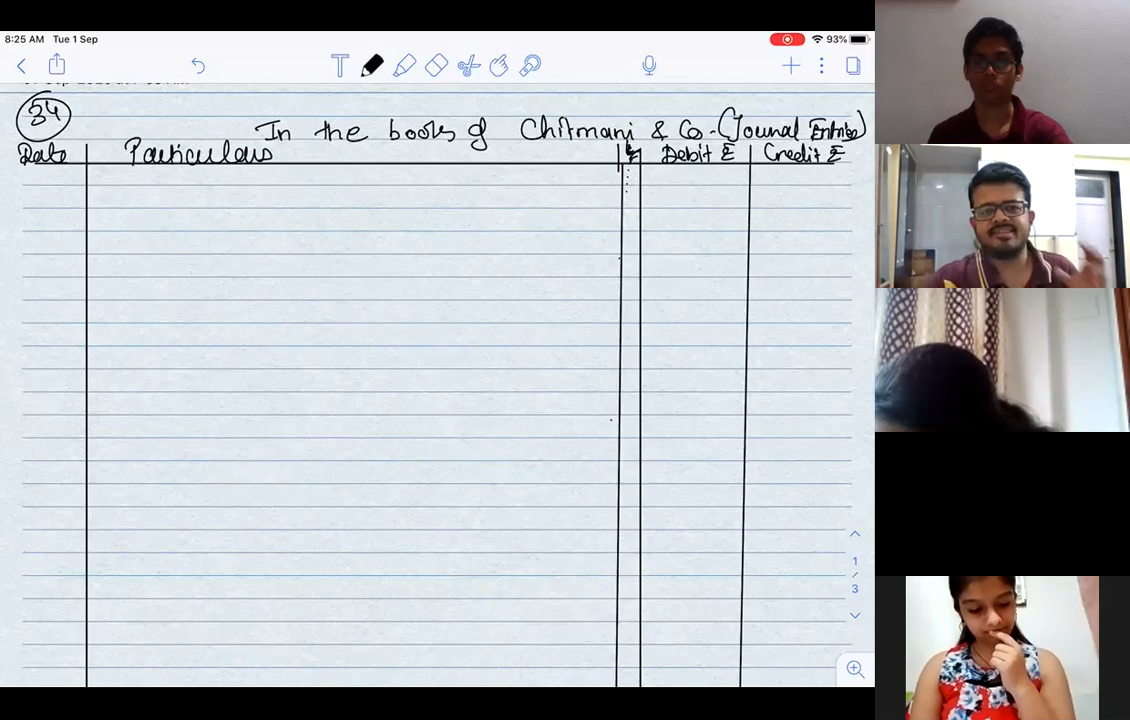 8:25 AM Tue 1 Sep
93%
34
In the books of Chitmani & Co. (Jounal Entries)
Date Particulars Debit ₹ Credit ₹
1
/
3